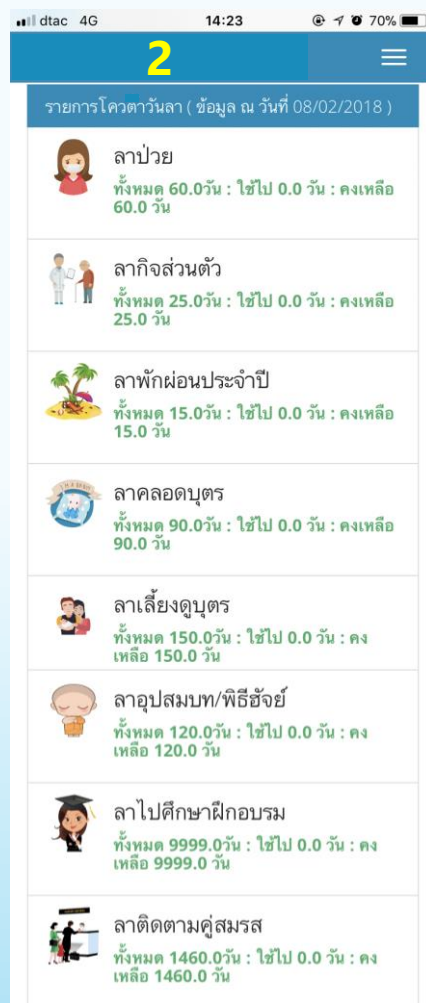 dtac 4G 14:23 70%
2
รายการโควตาวันลา ( ข้อมูล ณ วันที่ 08/02/2018 )
ลาป่วย
ทั้งหมด 60.0วัน : ใช้ไป 0.0 วัน : คงเหลือ
60.0 วัน
ลากิจส่วนตัว
ทั้งหมด 25.0วัน : ใช้ไป 0.0 วัน : คงเหลือ
25.0 วัน
ลาพักผ่อนประจำปี
ทั้งหมด 15.0วัน : ใช้ไป 0.0 วัน : คงเหลือ
15.0 วัน
ลาคลอดบุตร
ทั้งหมด 90.0วัน : ใช้ไป 0.0 วัน : คงเหลือ
90.0 วัน
ลาเลี้ยงดูบุตร
ทั้งหมด 150.0วัน : ใช้ไป 0.0 วัน : คง
เหลือ 150.0 วัน
ลาอุปสมบท/พิธีฮัจย์
ทั้งหมด 120.0วัน : ใช้ไป 0.0 วัน : คง
เหลือ 120.0 วัน
ลาไปศึกษาฝึกอบรม
ทั้งหมด 9999.0วัน : ใช้ไป 0.0 วัน : คง
เหลือ 9999.0 วัน
ลาติดตามคู่สมรส
ทั้งหมด 1460.0วัน : ใช้ไป 0.0 วัน : คง
เหลือ 1460.0 วัน